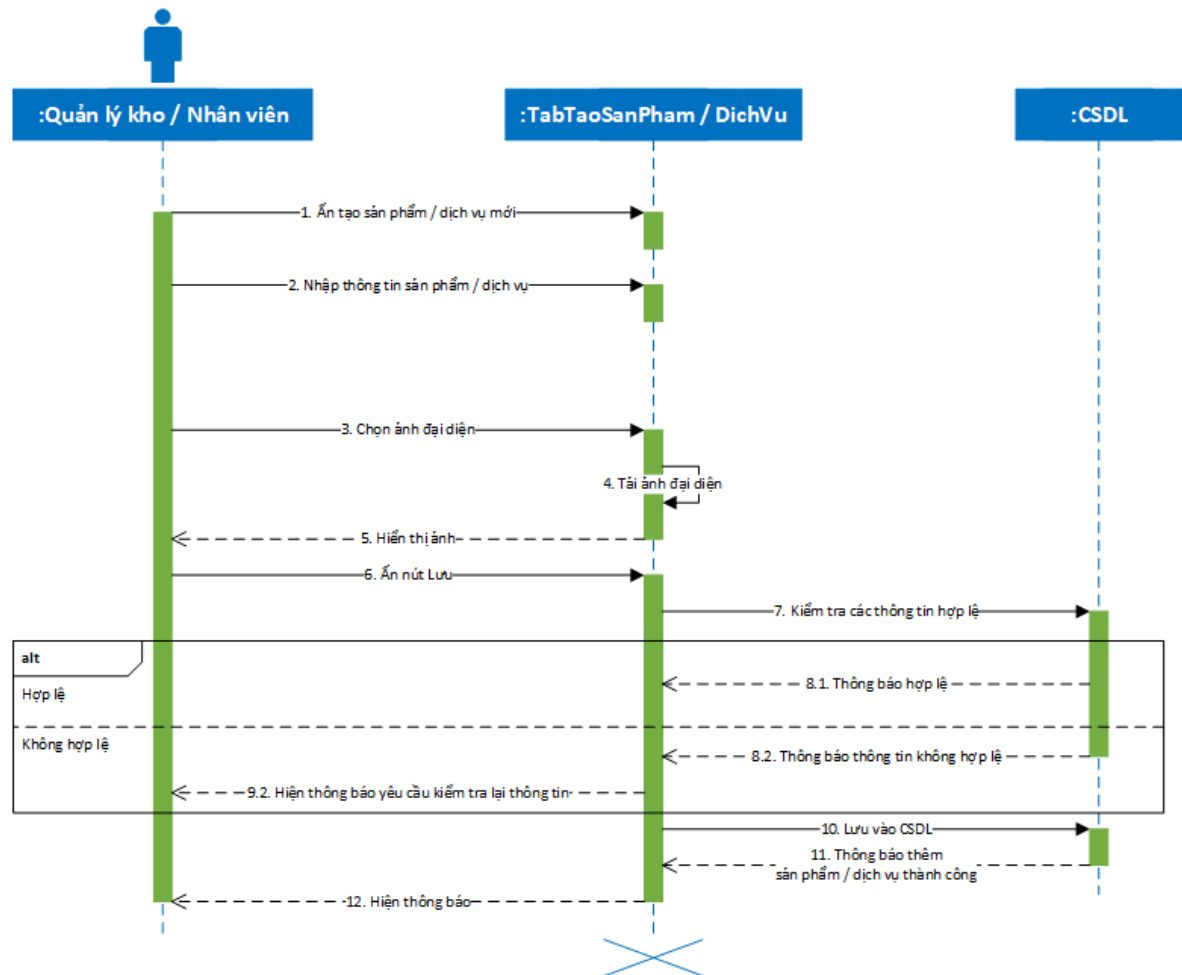 :Quản lý kho / Nhân viên
:TabTaoSanPham / DichVu
:CSDL
1. Ấn tạo sản phẩm / dịch vụ mới
2. Nhập thông tin sản phẩm / dịch vụ
3. Chọn ảnh đại diện
4. Tải ảnh đại diện
5. Hiển thị ảnh
6. Ấn nút Lưu
7. Kiểm tra các thông tin hợp lệ
alt
Hợp lệ
8.1. Thông báo hợp lệ
Không hợp lệ
8.2. Thông báo thông tin không hợp lệ
9.2. Hiện thông báo yêu cầu kiểm tra lại thông tin
10. Lưu vào CSDL
11. Thông báo thêm
sản phẩm / dịch vụ thành công
12. Hiện thông báo